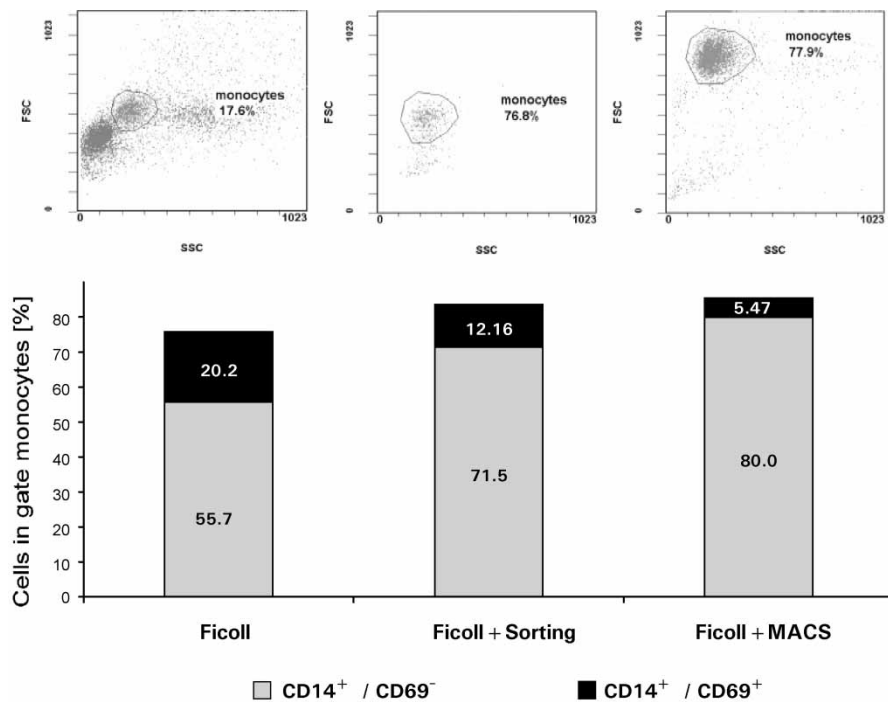 1023
FSC
0
monocytes
17.6%
0
1023
SSC
1023
FSC
0
monocytes
76.8%
0
1023
SSC
1023
FSC
0
monocytes
77.9%
0
1023
SSC
Cells in gate monocytes [%]
80
70
60
50
40
30
20
10
0
20.2
55.7
12.16
71.5
5.47
80.0
Ficoll
Ficoll + Sorting
Ficoll + MACS
CD14+ / CD69-
CD14+ / CD69+